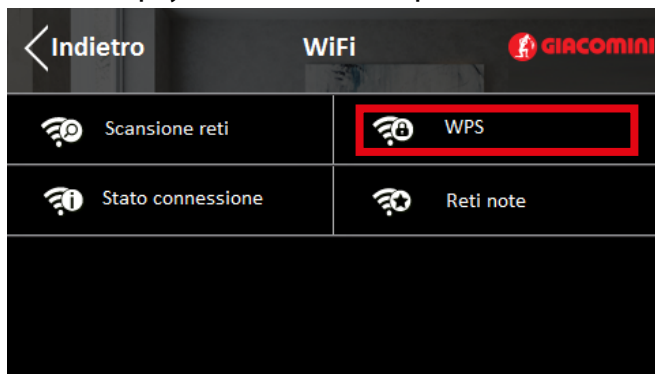 Indietro WiFi GIACOMINI
Scansione reti WPS
Stato connessione Reti note